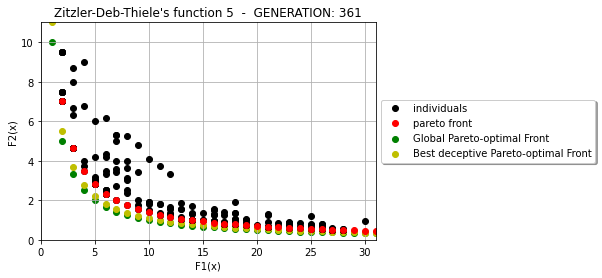 Zitzler-Deb-Thiele's function 5 - GENERATION: 361
F2(x)
10
8
6
4
2
0
0 5 10 15 20 25 30
F1(x)
individuals
pareto front
Global Pareto-optimal Front
Best deceptive Pareto-optimal Front